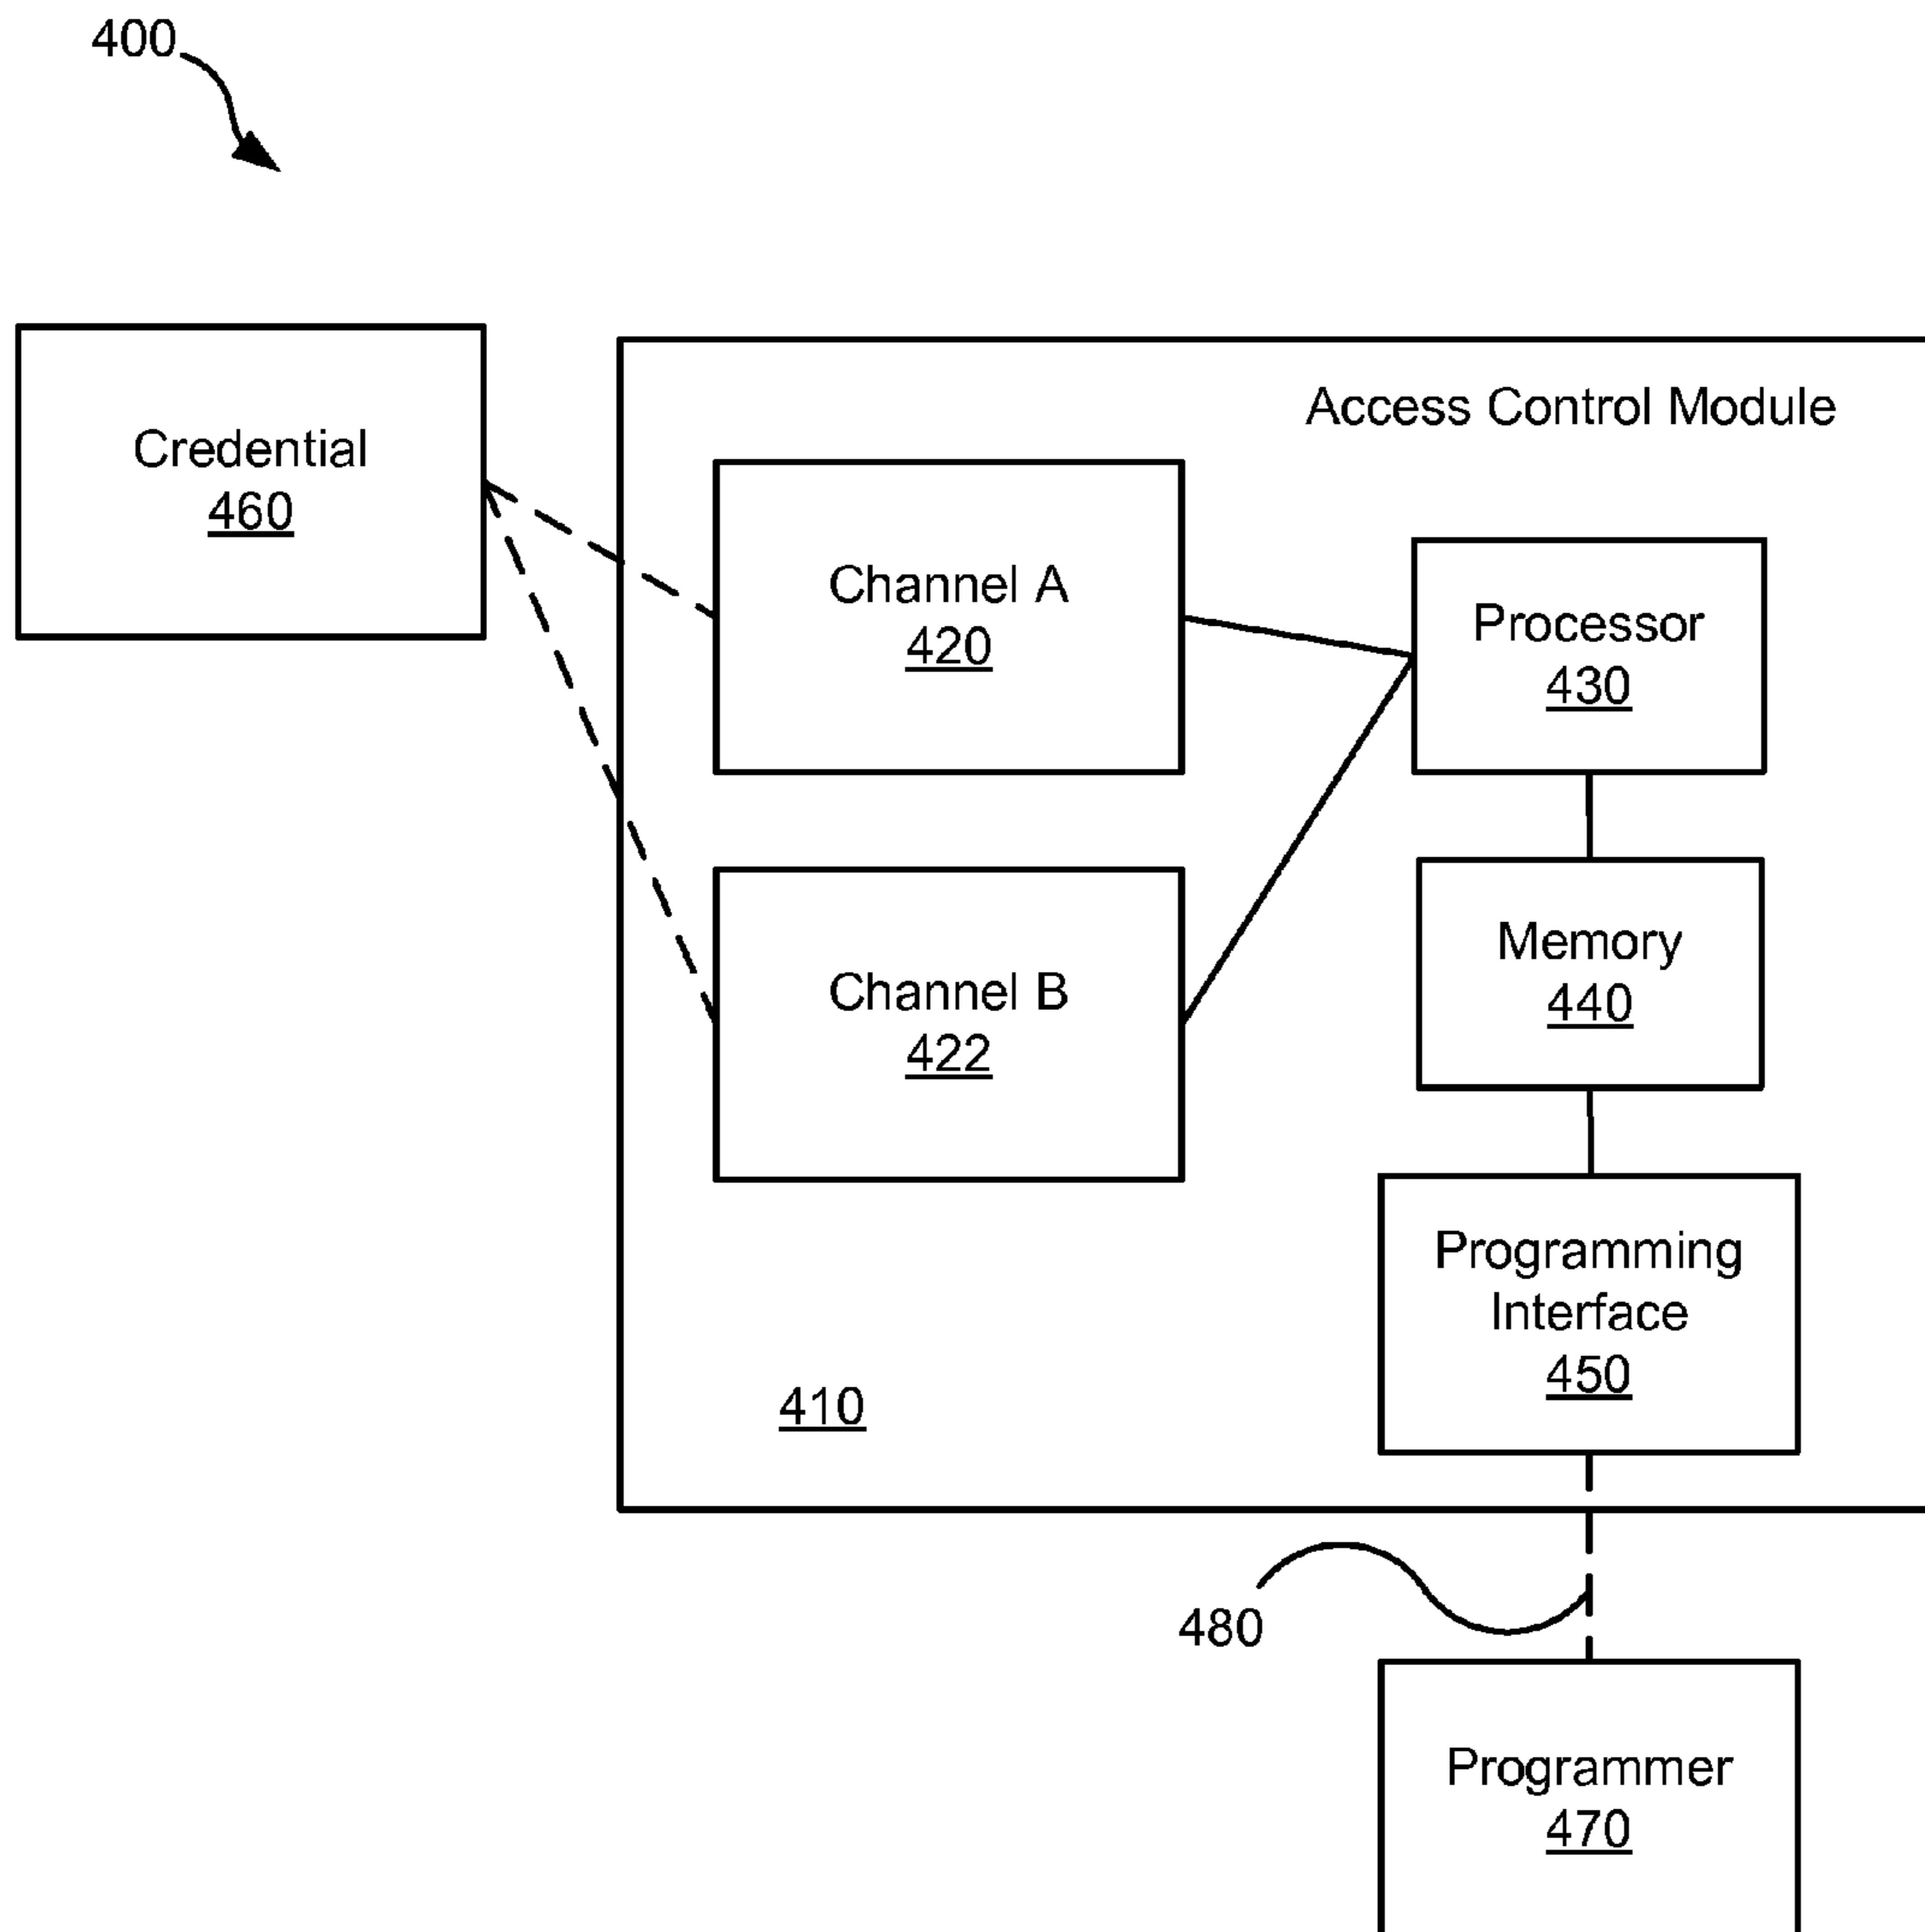 400
Credential
460
Access Control Module
Channel A
420
Processor
430
Memory
440
Channel B
422
Programming
Interface
450
410
480
Programmer
470